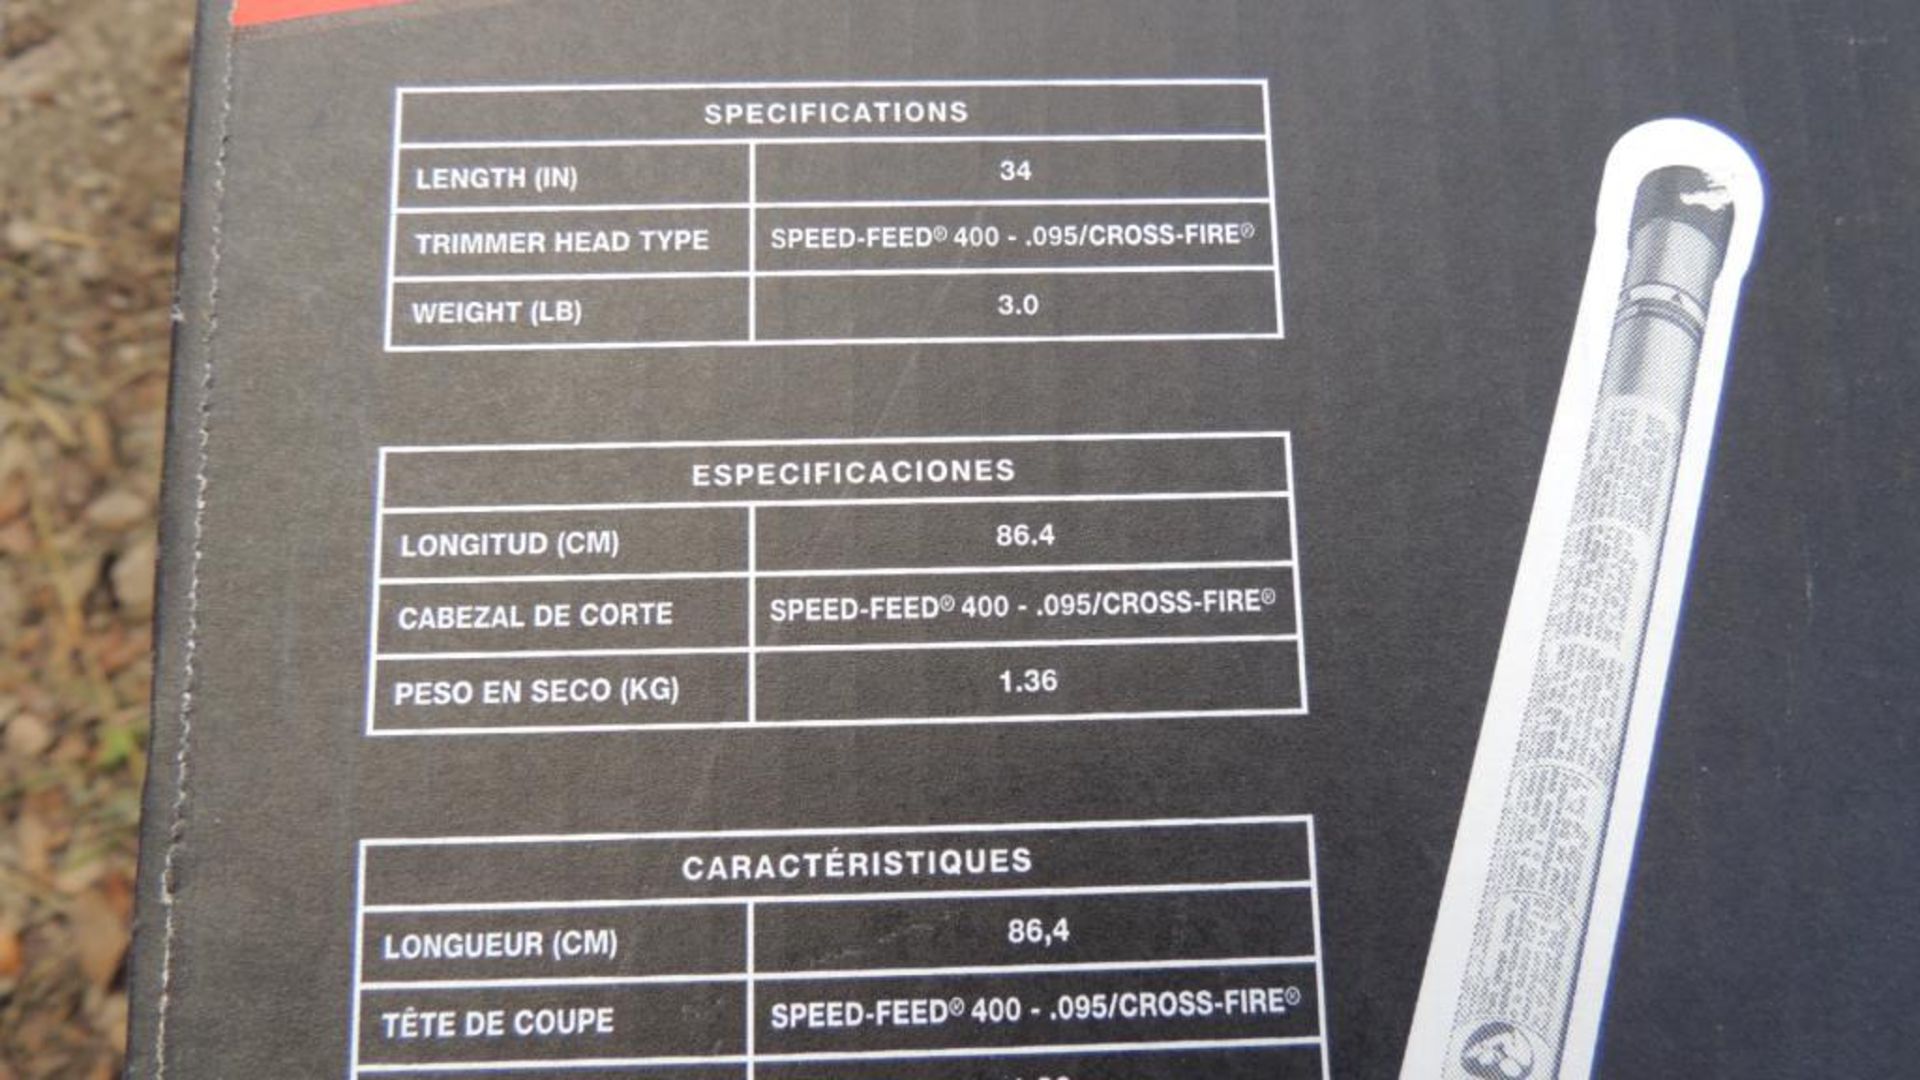 SPECIFICATIONS
LENGTH (IN) 34
TRIMMER HEAD TYPE SPEED-FEED® 400 - .095/CROSS-FIRE®
WEIGHT (LB) 3.0
ESPECIFICACIONES
LONGITUD (CM) 86.4
CABEZAL DE CORTE SPEED-FEED® 400 - .095/CROSS-FIRE®
PESO EN SECO (KG) 1.36
CARACTÉRISTIQUES
LONGUEUR (CM) 86,4
TÊTE DE COUPE SPEED-FEED® 400 - .095/CROSS-FIRE®